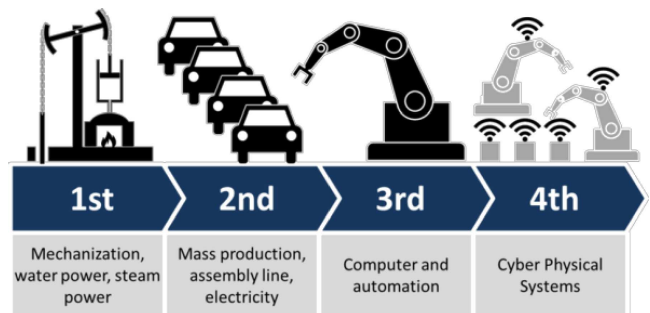 1st
2nd
3rd
4th
Mechanization,
water power, steam
power
Mass production,
assembly line,
electricity
Computer and
automation
Cyber Physical
Systems